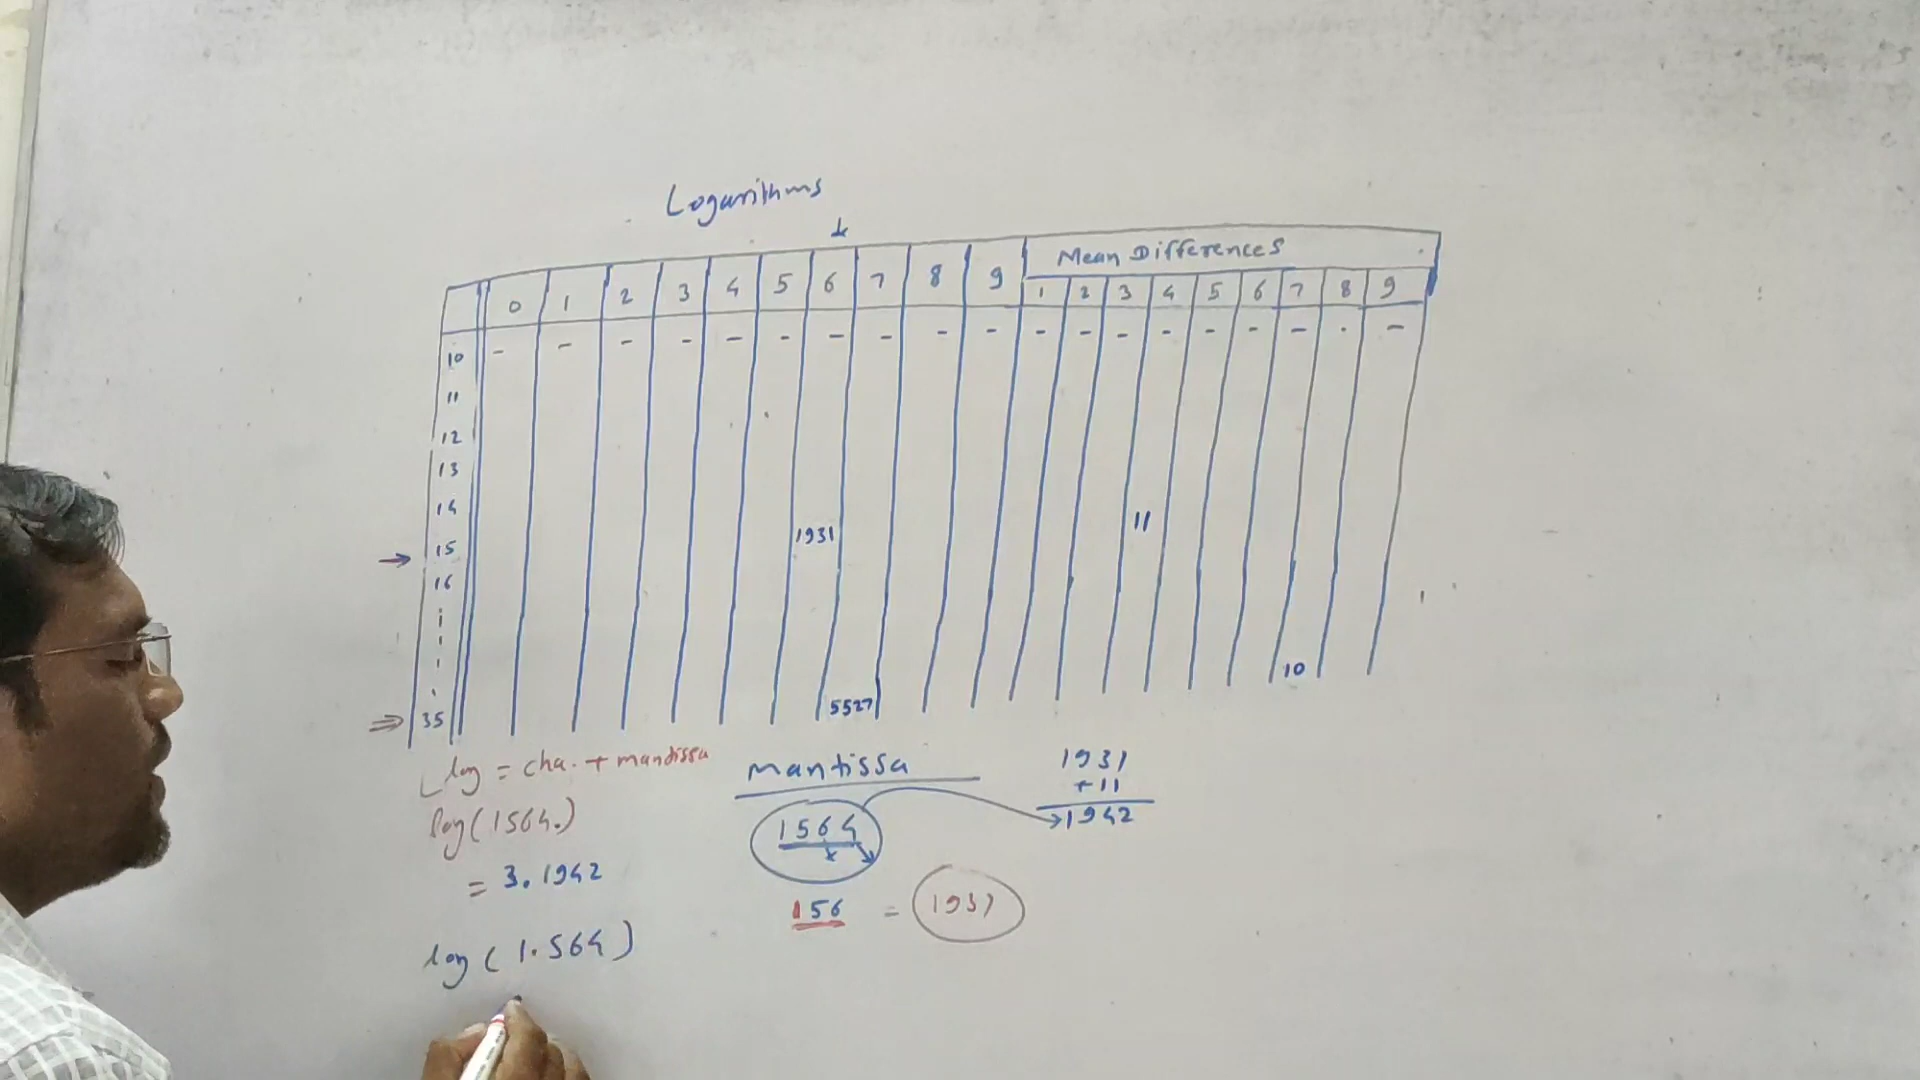 Logarithms
Mean Differences
0 1 2 3 4 5 6 7 8 9 1 2 3 4 5 6 7 8 9
10 - - - - - - - - - - - - - - - - - . -
11
12
13
14
15 1931 11
16
35 5527 10
log = cha. + mantissa
mantissa
1931
+11
1942
log(1564.)
1564
= 3.1942
156 = 1931
log(1.564)